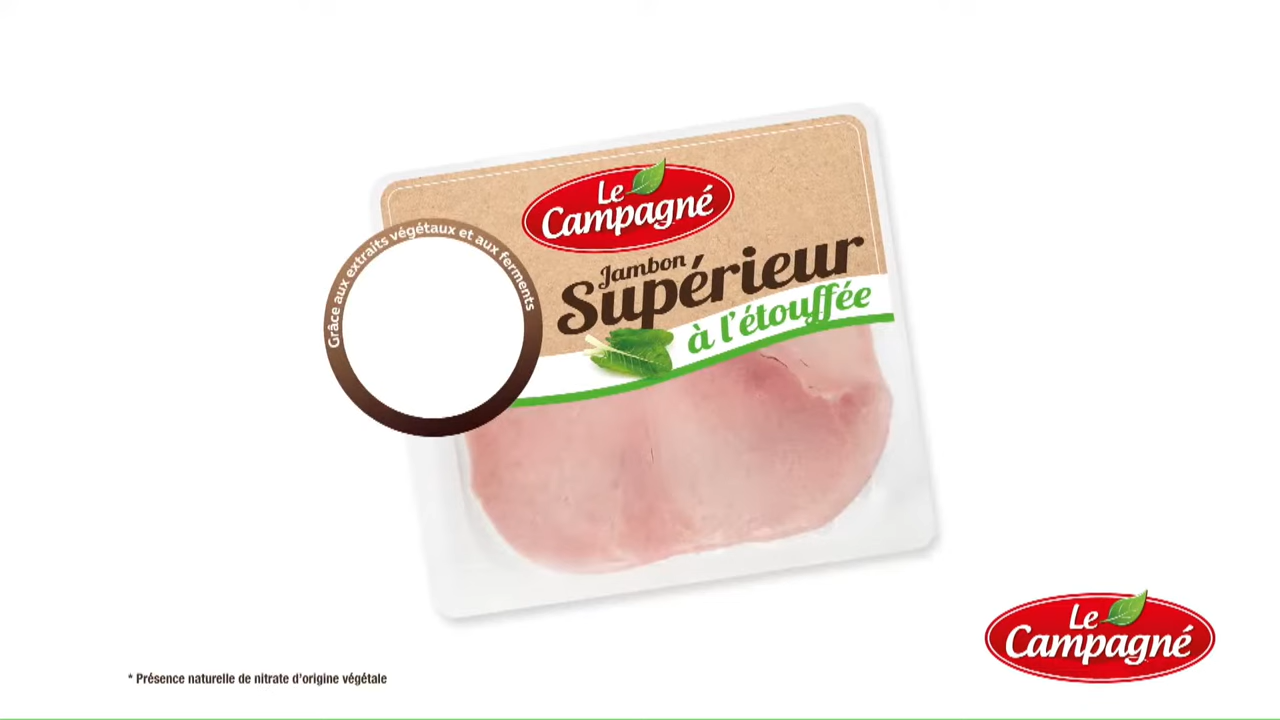 Le
Campagné
Jambon
Supérieur
à l'étouffée
Grâce aux extraits végétaux et aux ferments
Le
Campagné
* Présence naturelle de nitrate d'origine végétale